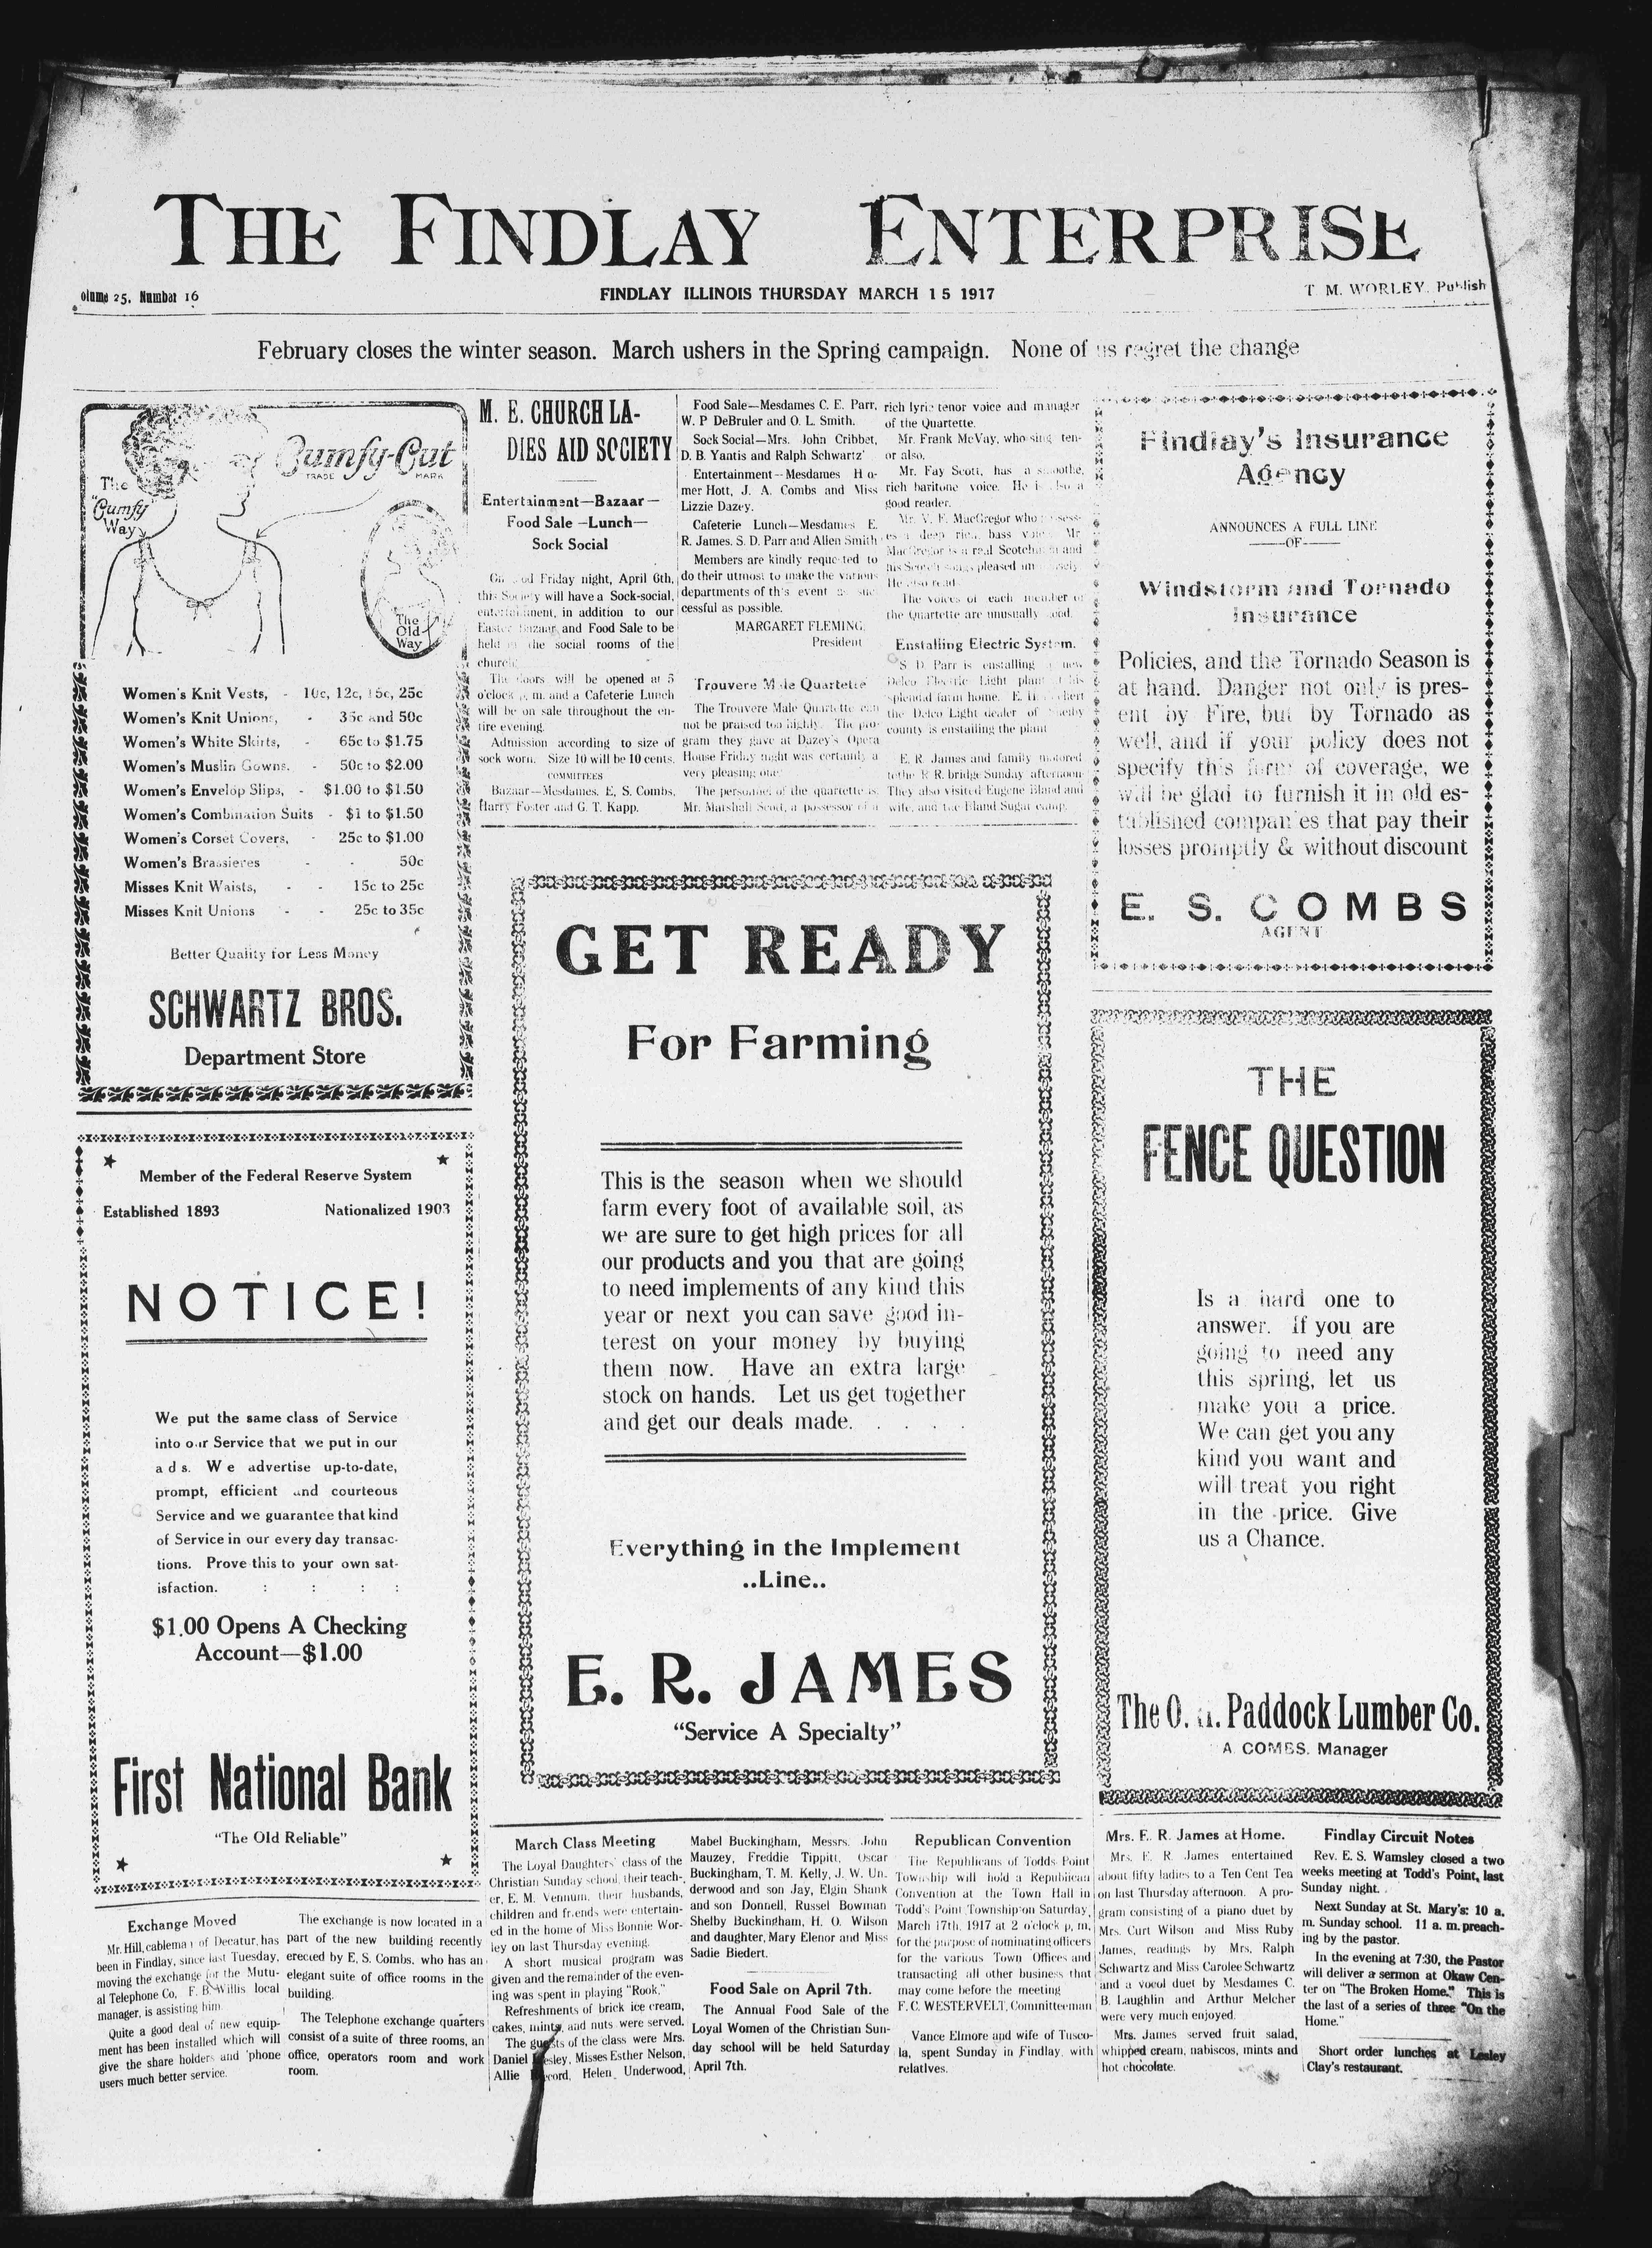 THE FINDLAY ENTERPRISE
olume 25, Numbat 16
FINDLAY ILLINOIS THURSDAY MARCH 15 1917
T. M. WORLEY, Publish
February closes the winter season. March ushers in the Spring campaign. None of us regret the change
Cumfy-Cut
TRADE MARK
The
"Cumfy
Way"
The
Old
Way
Women's Knit Vests, - 10c, 12c, 15c, 25c
Women's Knit Unions, - 35c and 50c
Women's White Skirts, - 65c to $1.75
Women's Muslin Gowns. - 50c to $2.00
Women's Envelop Slips, - $1.00 to $1.50
Women's Combination Suits - $1 to $1.50
Women's Corset Covers, - 25c to $1.00
Women's Brassieres - - 50c
Misses Knit Waists, - - 15c to 25c
Misses Knit Unions - - 25c to 35c
Better Quality for Less Money
SCHWARTZ BROS.
Department Store
Member of the Federal Reserve System
Established 1893 Nationalized 1903
NOTICE!
We put the same class of Service
into our Service that we put in our
ads. We advertise up-to-date,
prompt, efficient and courteous
Service and we guarantee that kind
of Service in our every day transac-
tions. Prove this to your own sat-
isfaction. : : : :
$1.00 Opens A Checking
Account—$1.00
First National Bank
"The Old Reliable"
Exchange Moved
Mr. Hill, cableman of Decatur, has
been in Findlay, since last Tuesday,
moving the exchange for the Mutu-
al Telephone Co. F. B. Willis local
manager, is assisting him.
Quite a good deal of new equip-
ment has been installed which will
give the share holders and 'phone
users much better service.
The exchange is now located in a
part of the new building recently
erected by E. S. Combs, who has an
elegant suite of office rooms in the
building.
The Telephone exchange quarters
consist of a suite of three rooms, an
office, operators room and work
room.
M. E. CHURCH LA-
DIES AID SOCIETY
Entertainment—Bazaar—
Food Sale—Lunch—
Sock Social
Friday night, April 6th,
this Society will have a Sock-social,
entertainment, in addition to our
Easter Bazaar, and Food Sale to be
held in the social rooms of the
church.
The doors will be opened at 5
o'clock p. m. and a Cafeterie Lunch
will be on sale throughout the en-
tire evening.
Admission according to size of
sock worn. Size 10 will be 10 cents.
COMMITTEES
Bazaar—Mesdames, E, S. Combs,
Harry Foster and G. T. Kapp.
Food Sale—Mesdames C. E. Parr,
W. P DeBruler and O. L. Smith.
Sock Social—Mrs. John Cribbet,
D. B. Yantis and Ralph Schwartz'
Entertainment—Mesdames Ho-
mer Hott, J. A. Combs and Miss
Lizzie Dazey.
Cafeterie Lunch—Mesdames E.
R. James. S. D. Parr and Allen Smith
Members are kindly requested to
do their utmost to make the various
departments of this event a suc
cessful as possible.
MARGARET FLEMING,
President
Trouvere Male Quartette
The Trouvere Male Quartette can
not be praised too highly. The pro-
gram they gave at Dazey's Opera
House Friday night was certainly a
very pleasing one.
The personnel of the quartette is.
Mr. Marshall Scott, a possessor of a
rich lyric tenor voice and manager
of the Quartette.
Mr. Frank McVay, who sing ten-
or also.
Mr. Fay Scott, has a smoothe,
rich baritone voice. He is also a
good reader.
Mr. V. F. MacGregor who possess-
es a deep rich, bass voice. Mr
MacGregor is a real Scotchman and
his Scotch songs pleased
He also read.
The voices of each member of
the Quartette are unusually good.
Enstalling Electric System.
S. D. Parr is enstalling a new
Delco Electric Light plant at his
splendid farm home. E. H.
the Delco Light dealer of Shelby
county is enstalling the plant
E. R. James and family motored
to the R. R. bridge Sunday afternoon
They also visited Eugene Bland and
wife, and the Bland Sugar camp.
Findlay's Insurance
Agency
ANNOUNCES A FULL LINE
—OF—
Windstorm and Tornado
Insurance
Policies, and the Tornado Season is
at hand. Danger not only is pres-
ent by Fire, but by Tornado as
well, and if your policy does not
specify this form of coverage, we
will be glad to furnish it in old es-
tablished companies that pay their
losses promptly & without discount
E. S. COMBS
AGENT
GET READY
For Farming
This is the season when we should
farm every foot of available soil, as
we are sure to get high prices for all
our products and you that are going
to need implements of any kind this
year or next you can save good in-
terest on your money by buying
them now. Have an extra large
stock on hands. Let us get together
and get our deals made. . . .
Everything in the Implement
..Line..
E. R. JAMES
"Service A Specialty"
THE
FENCE QUESTION
Is a hard one to
answer. If you are
going to need any
this spring, let us
make you a price.
We can get you any
kind you want and
will treat you right
in the price. Give
us a Chance.
The O. Paddock Lumber Co.
A. COMBS. Manager
March Class Meeting
The Loyal Daughters' class of the
Christian Sunday school, their teach-
er, E. M. Vennum, their husbands,
children and friends were entertain-
ed in the home of Miss Bonnie Wor-
ley on last Thursday evening.
A short musical program was
given and the remainder of the even-
ing was spent in playing "Rook,"
Refreshments of brick ice cream,
cakes, mints, and nuts were served.
The guests of the class were Mrs.
Daniel esley, Misses Esther Nelson,
Allie cord, Helen Underwood,
Mabel Buckingham, Messrs. John
Mauzey, Freddie Tippitt, Oscar
Buckingham, T. M. Kelly, J. W. Un.
derwood and son Jay, Elgin Shank
and son Donnell, Russel Bowman
Shelby Buckingham, H. O. Wilson
and daughter, Mary Elenor and Miss
Sadie Biedert.
Food Sale on April 7th.
The Annual Food Sale of the
Loyal Women of the Christian Sun-
day school will be held Saturday
April 7th.
Republican Convention
The Republicans of Todds Point
Township will hold a Republican
Convention at the Town Hall in
Todd's Point Township on Saturday,
March 17th, 1917 at 2 o'clock p, m,
for the purpose of nominating officers
for the various Town Offices and
transacting all other business that
may come before the meeting
F. C. WESTERVELT, Committeeman
Vance Elmore and wife of Tusco-
la, spent Sunday in Findlay, with
relatives.
Mrs. E. R. James at Home.
Mrs. E. R. James entertained
about fifty ladies to a Ten Cent Tea
on last Thursday afternoon. A pro-
gram consisting of a piano duet by
Mrs. Curt Wilson and Miss Ruby
James, readings by Mrs, Ralph
Schwartz and Miss Carolee Schwartz
and a vocol duet by Mesdames C.
B. Laughlin and Arthur Melcher
were very much enjoyed.
Mrs. James served fruit salad,
whipped cream, nabiscos, mints and
hot chocolate.
Findlay Circuit Notes
Rev. E. S. Wamsley closed a two
weeks meeting at Todd's Point, last
Sunday night.
Next Sunday at St. Mary's: 10 a.
m. Sunday school. 11 a. m. preach-
ing by the pastor.
In the evening at 7:30, the Pastor
will deliver a sermon at Okaw Cen-
ter on "The Broken Home." This is
the last of a series of three "On the
Home."
Short order lunches at Lesley
Clay's restaurant.